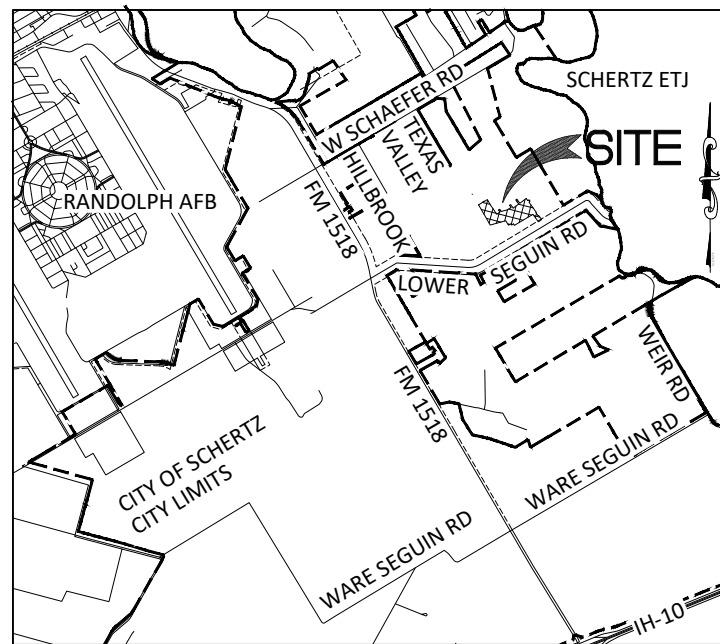 SCHERTZ ETJ
W SCHAEFER RD
TEXAS
VALLEY
SITE
HILLBROOK
RANDOLPH AFB
FM 1518
LOWER
SEGUIN RD
WEIR RD
FM 1518
CITY OF SCHERTZ
CITY LIMITS
WARE SEGUIN RD
WARE SEGUIN RD
IH-10